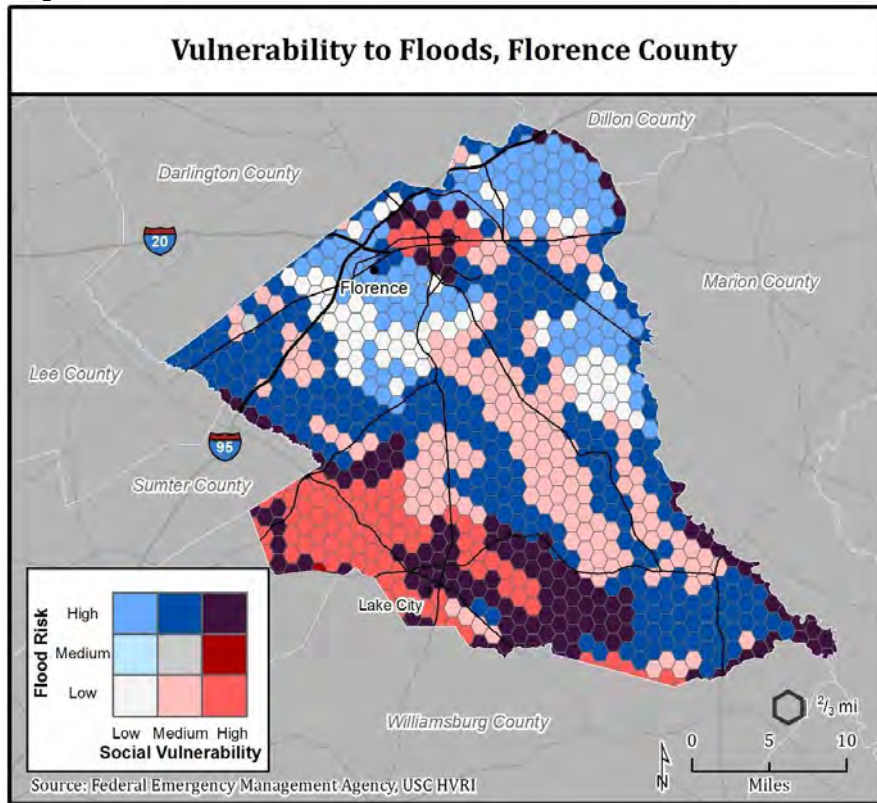 Vulnerability to Floods, Florence County
Dillon County
Darlington County
20
Marion County
Florence
Lee County
95
Sumter County
Lake City
Williamsburg County
Flood Risk
High
Medium
Low
Low Medium High
Social Vulnerability
2/3 mi
N
0 5 10
Miles
Source: Federal Emergency Management Agency, USC HVRI